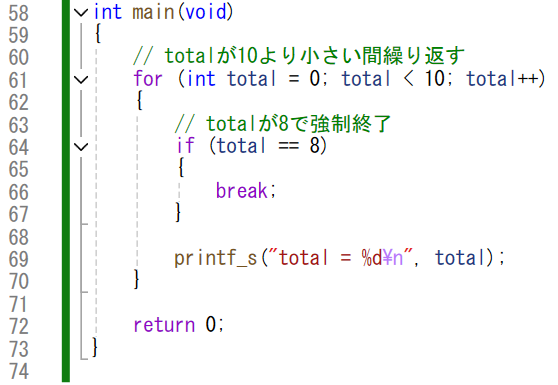 58 int main(void)
59 {
60 // totalが10より小さい間繰り返す
61 for (int total = 0; total < 10; total++)
62 {
63 // totalが8で強制終了
64 if (total == 8)
65 {
66 break;
67 }
68
69 printf_s("total = %d¥n", total);
70 }
71
72 return 0;
73 }
74